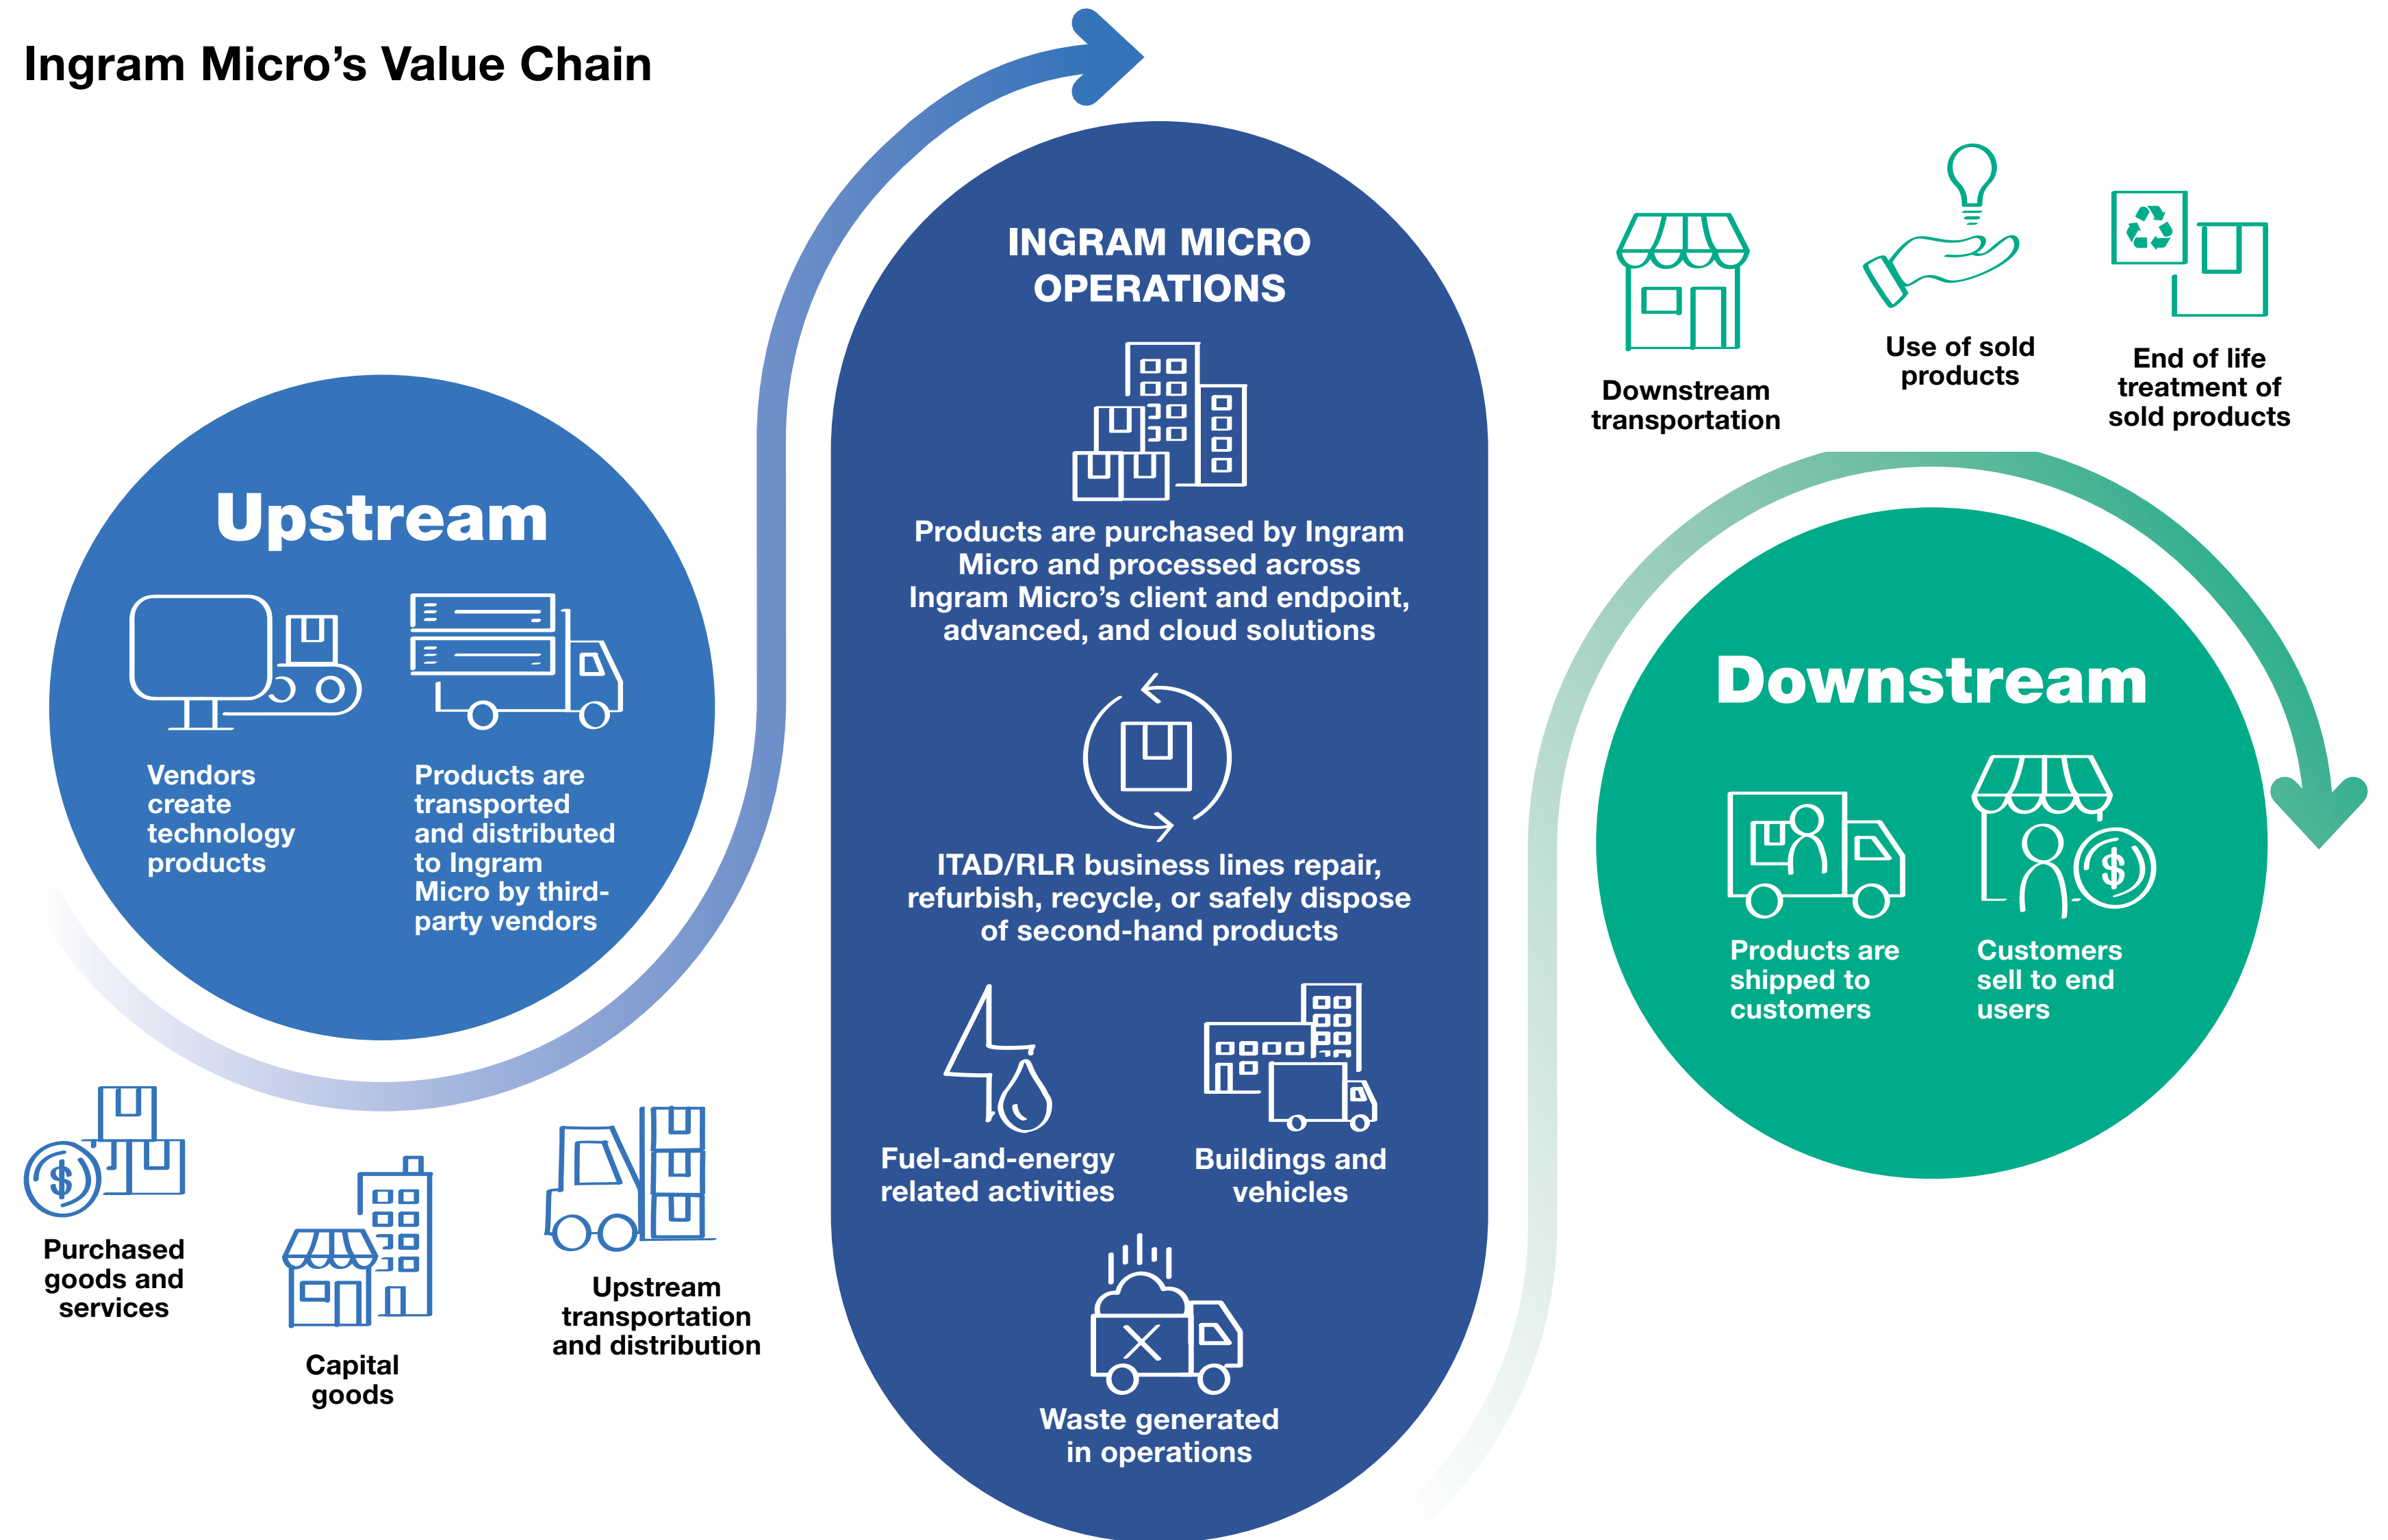 Ingram Micro’s Value Chain
Upstream
Vendors
create
technology
products
Products are
transported
and distributed
to Ingram
Micro by third-
party vendors
Purchased
goods and
services
Capital
goods
Upstream
transportation
and distribution
INGRAM MICRO
OPERATIONS
Products are purchased by Ingram
Micro and processed across
Ingram Micro’s client and endpoint,
advanced, and cloud solutions
ITAD/RLR business lines repair,
refurbish, recycle, or safely dispose
of second-hand products
Fuel-and-energy
related activities
Buildings and
vehicles
Waste generated
in operations
Downstream
transportation
Use of sold
products
End of life
treatment of
sold products
Downstream
Products are
shipped to
customers
Customers
sell to end
users
$
$